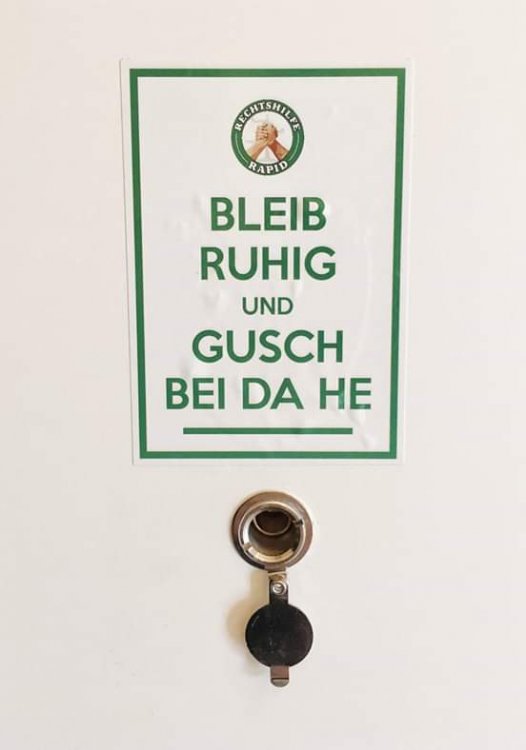 RECHTSHILFE
RAPID
BLEIB
RUHIG
UND
GUSCH
BEI DA HE